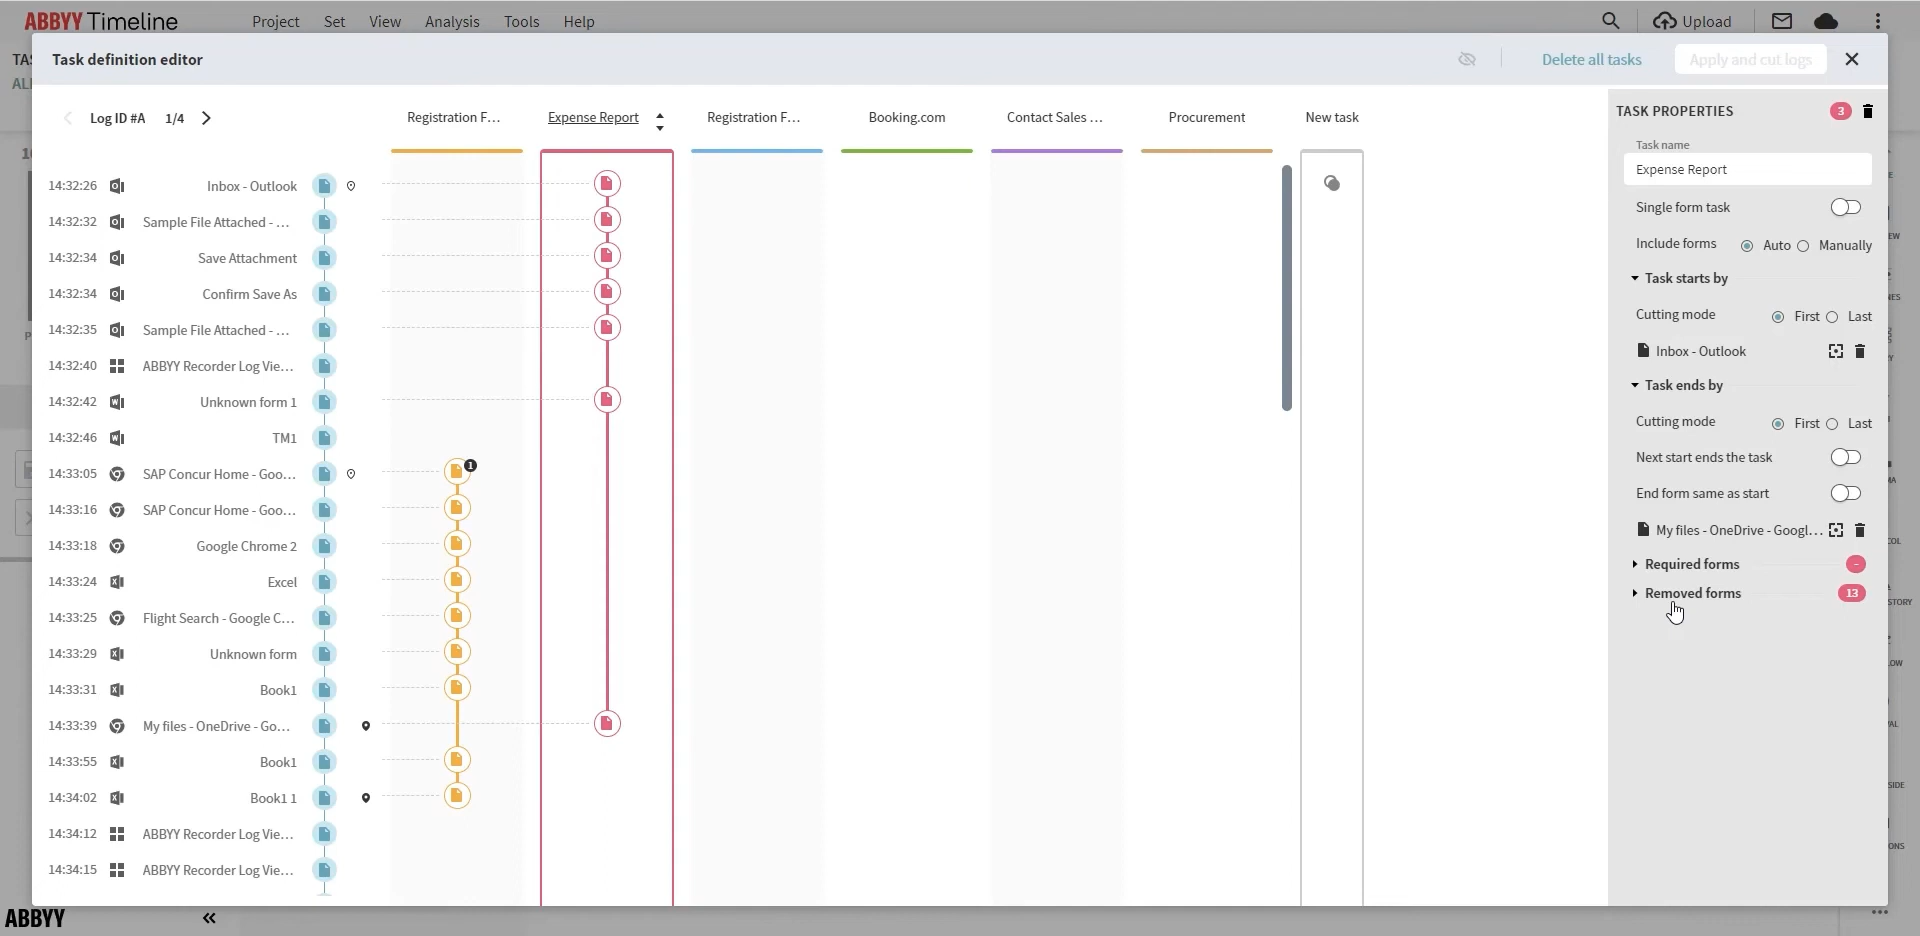 ABBYY Timeline Project Set View Analysis Tools Help Upload
Task definition editor Delete all tasks Apply and cut logs
Log ID #A 1/4 Registration F... Expense Report Registration F... Booking.com Contact Sales ... Procurement New task
14:32:26 Inbox - Outlook
14:32:32 Sample File Attached - ...
14:32:34 Save Attachment
14:32:34 Confirm Save As
14:32:35 Sample File Attached - ...
14:32:40 ABBYY Recorder Log Vie...
14:32:42 Unknown form 1
14:32:46 TM1
14:33:05 SAP Concur Home - Goo... 1
14:33:16 SAP Concur Home - Goo...
14:33:18 Google Chrome 2
14:33:24 Excel
14:33:25 Flight Search - Google C...
14:33:29 Unknown form
14:33:31 Book1
14:33:39 My files - OneDrive - Go...
14:33:55 Book1
14:34:02 Book1 1
14:34:12 ABBYY Recorder Log Vie...
14:34:15 ABBYY Recorder Log Vie...
TASK PROPERTIES 3
Task name
Expense Report
Single form task
Include forms Auto Manually
Task starts by
Cutting mode First Last
Inbox - Outlook
Task ends by
Cutting mode First Last
Next start ends the task
End form same as start
My files - OneDrive - Googl...
Required forms -
Removed forms 13
ABBYY